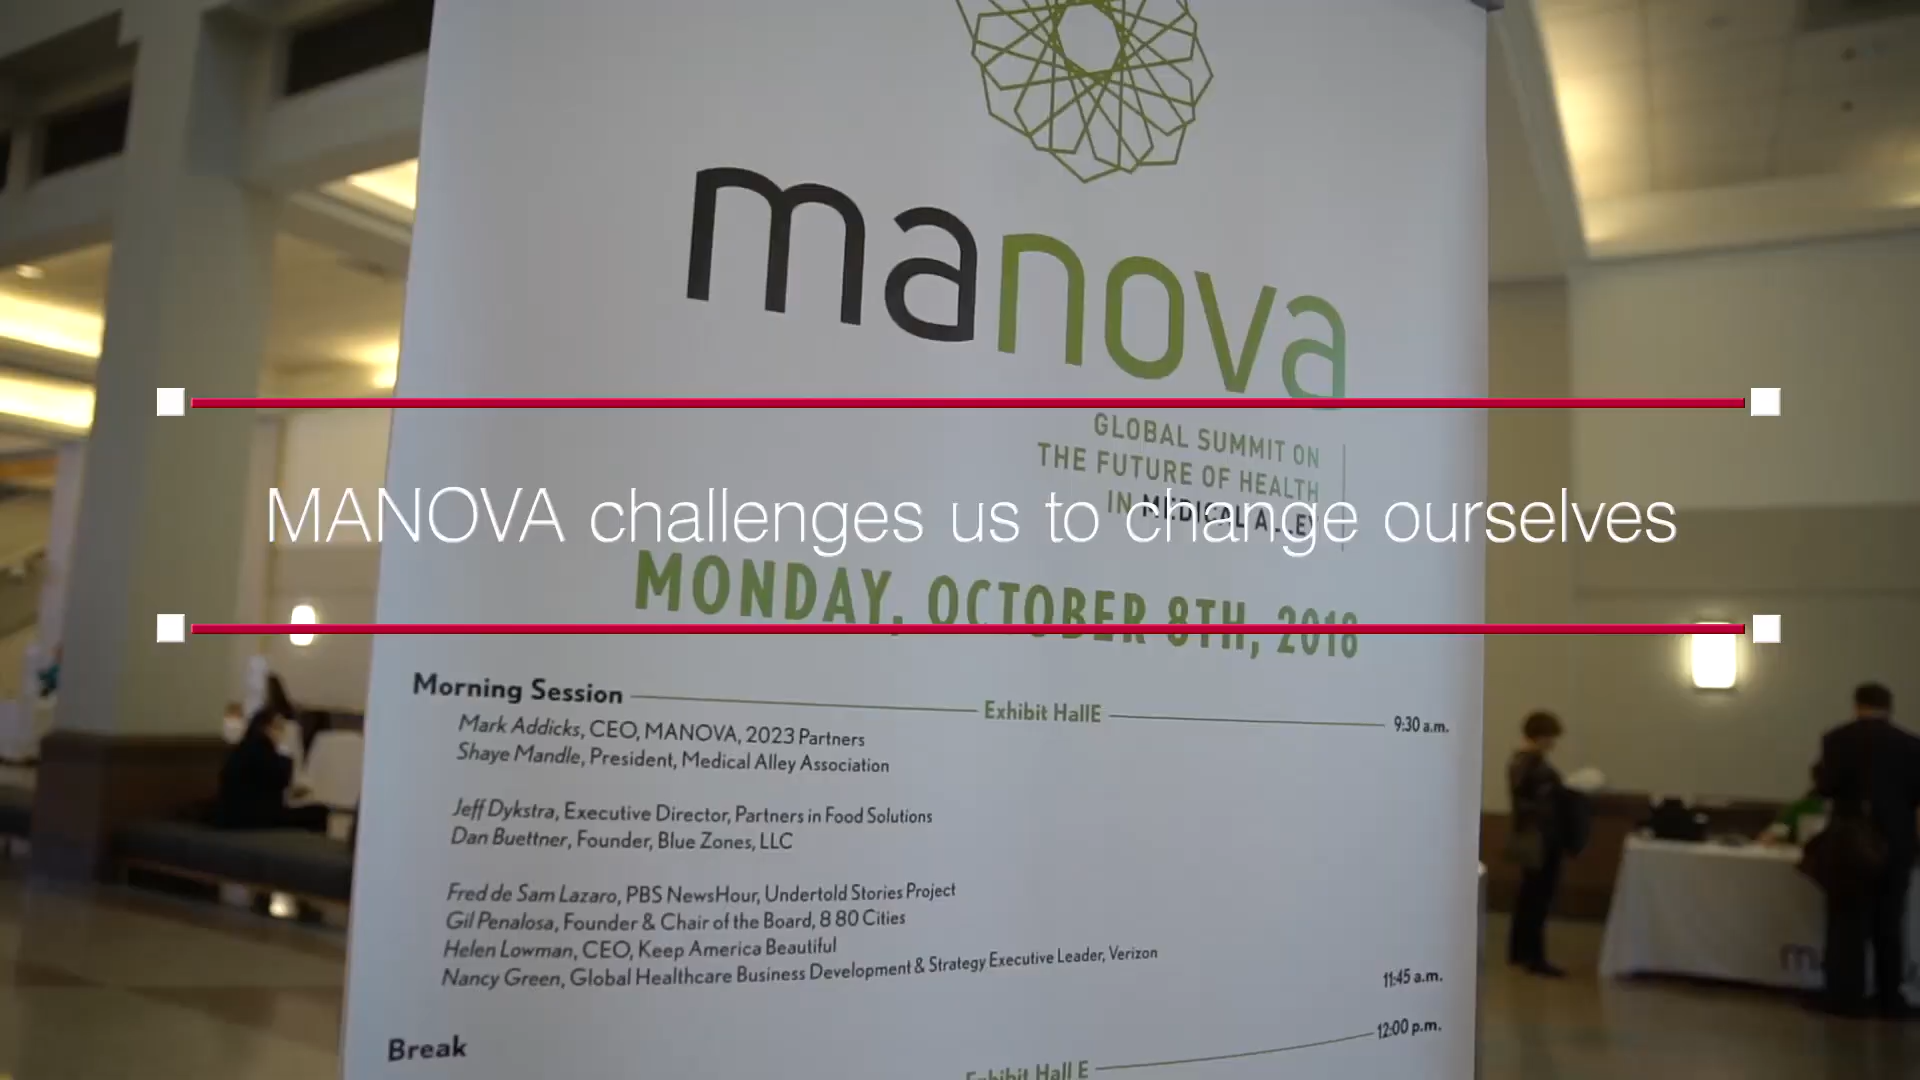 manova
GLOBAL SUMMIT ON
THE FUTURE OF HEALTH
IN MEDICAL ALLEY
MANOVA challenges us to change ourselves
MONDAY, OCTOBER 8TH, 2018
Morning Session Exhibit HallE 9:30 a.m.
Mark Addicks, CEO, MANOVA, 2023 Partners
Shaye Mandle, President, Medical Alley Association
Jeff Dykstra, Executive Director, Partners in Food Solutions
Dan Buettner, Founder, Blue Zones, LLC
Fred de Sam Lazaro, PBS NewsHour, Undertold Stories Project
Gil Penalosa, Founder & Chair of the Board, 8 80 Cities
Helen Lowman, CEO, Keep America Beautiful
Nancy Green, Global Healthcare Business Development & Strategy Executive Leader, Verizon
11:45 a.m.
12:00 p.m.
Break
Exhibit Hall E